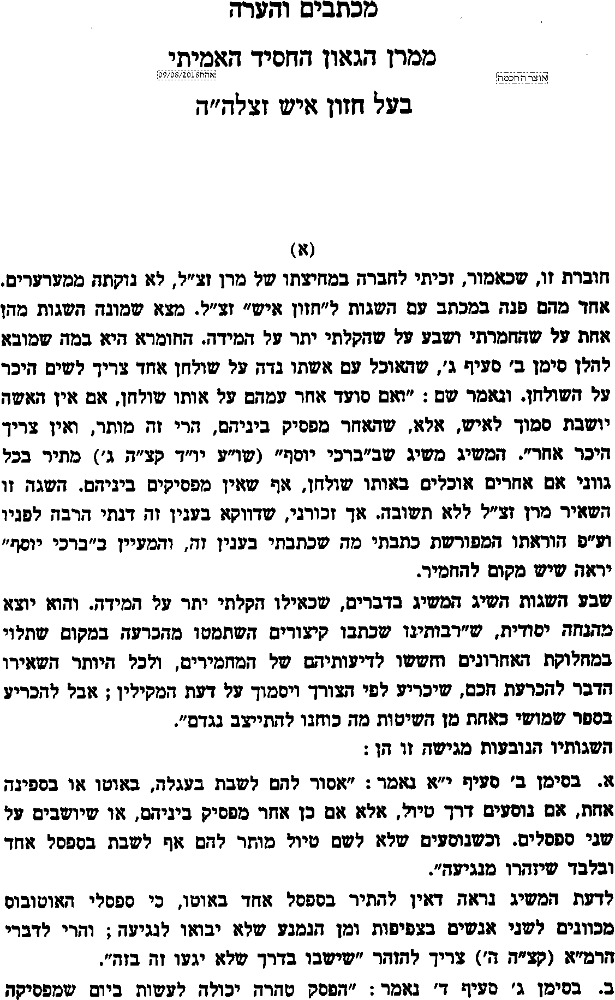 מכתבים והערה
ממרן הגאון החסיד האמיתי
אהח09/08/2018
אוצר החכמה
בעל חזון איש זצלה״ה
(א)
חוברת זו, שכאמור, זכיתי לחברה במחיצתו של מרן זצ״ל, לא נוקתה ממערערים.
אחד מהם פנה במכתב עם השגות ל״חזון איש״ זצ״ל. מצא שמונה השגות מהן
אחת על שהחמרתי ושבע על שהקלתי יתר על המידה. החומרא היא במה שמובא
להלן סימן ב׳ סעיף ג׳, שהאוכל עם אשתו נדה על שולחן אחד צריך לשים היכר
על השולחן. ונאמר שם : ״ואם סועד אחר עמהם על אותו שולחן, אם אין האשה
יושבת סמוך לאיש, אלא, שהאחר מפסיק ביניהם, הרי זה מותר, ואין צריך
היכר אחר״. המשיג משיג שב״ברכי יוסף״ (שו״ע יו״ד קצ״ה ג׳) מתיר בכל
גווני אם אחרים אוכלים באותו שולחן, אף שאין מפסיקים ביניהם. השגה זו
השאיר מרן זצ״ל ללא תשובה. אך זכורני, שדווקא בענין זה דנתי הרבה לפניו
וע״פ הוראתו המפורשת כתבתי מה שכתבתי בענין זה, והמעיין ב״ברכי יוסף״
יראה שיש מקום להחמיר.
שבע השגות השיג המשיג בדברים, שכאילו הקלתי יתר על המידה. והוא יוצא
מהנחה יסודית, ש״רבותינו שכתבו קיצורים השתמטו מהכרעה במקום שתלוי
במחלוקת האחרונים וחששו לדיעותיהם של המחמירים, ולכל היותר השאירו
הדבר להכרעת חכם, שיכריע לפי הצורך ויסמוך על דעת המקילין ; אבל להכריע
בספר שמושי כאחת מן השיטות מה כוחנו להתייצב נגדם״.
השגותיו הנובעות מגישה זו הן :
א. בסימן ב׳ סעיף י״א נאמר : ״אסור להם לשבת בעגלה, באוטו או בספינה
אחת, אם נוסעים דרך טיול, אלא אם כן אחר מפסיק ביניהם, או שיושבים על
שני ספסלים. וכשנוסעים שלא לשם טיול מותר להם אף לשבת בספסל אחד
ובלבד שיזהרו מנגיעה״.
לדעת המשיג נראה דאין להתיר בספסל אחד באוטו, כי ספסלי האוטובוס
מכוונים לשני אנשים בצפיפות ומן הנמנע שלא יבואו לנגיעה ; והרי לדברי
הרמ״א (קצ״ה ה׳) צריך להזהר ״שישבו בדרך שלא יגעו זה בזה״.
ב. בסימן ג׳ סעיף ד׳ נאמר : ״הפסק טהרה יכולה לעשות ביום שמפסיקה